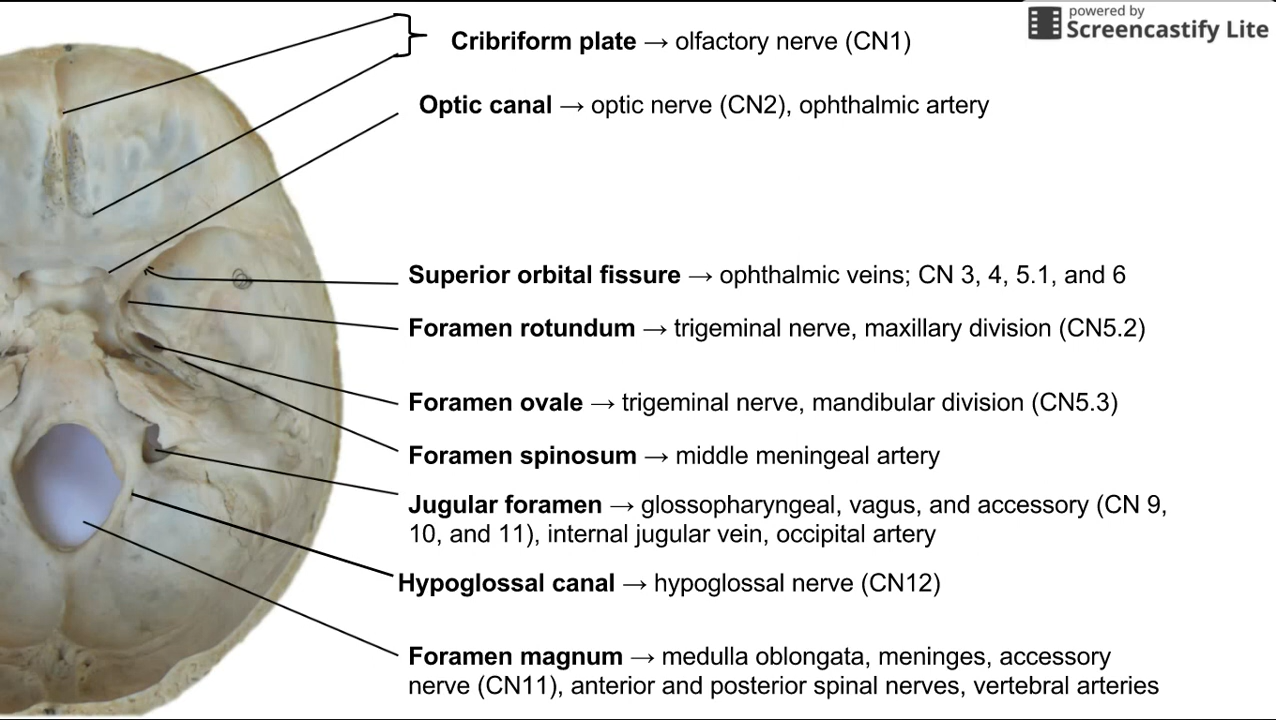 powered by
Screencastify Lite
Cribriform plate → olfactory nerve (CN1)
Optic canal → optic nerve (CN2), ophthalmic artery
Superior orbital fissure → ophthalmic veins; CN 3, 4, 5.1, and 6
Foramen rotundum → trigeminal nerve, maxillary division (CN5.2)
Foramen ovale → trigeminal nerve, mandibular division (CN5.3)
Foramen spinosum → middle meningeal artery
Jugular foramen → glossopharyngeal, vagus, and accessory (CN 9,
10, and 11), internal jugular vein, occipital artery
Hypoglossal canal → hypoglossal nerve (CN12)
Foramen magnum → medulla oblongata, meninges, accessory
nerve (CN11), anterior and posterior spinal nerves, vertebral arteries